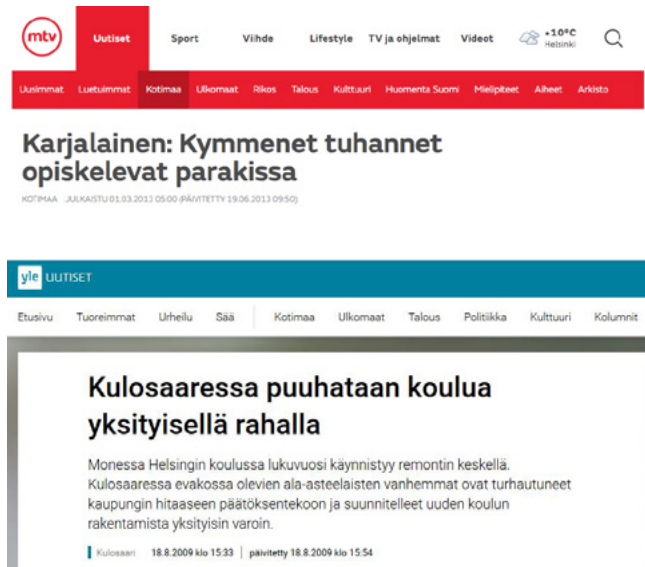 mtv Uutiset Sport Viihde Lifestyle TV ja ohjelmat Videot +10°C
Helsinki
Uusimmat Luetuimmat Kotimaa Ulkomaat Rikos Talous Kulttuuri Huomenta Suomi Mielipiteet Aiheet Arkisto
Karjalainen: Kymmenet tuhannet
opiskelevat parakissa
KOTIMAA JULKAISTU 01.03.2013 05:00 (PÄIVITETTY 19.06.2013 09:50)
yle UUTISET
Etusivu Tuoreimmat Urheilu Sää Kotimaa Ulkomaat Talous Politiikka Kulttuuri Kolumnit
Kulosaaressa puuhataan koulua
yksityisellä rahalla
Monessa Helsingin koulussa lukuvuosi käynnistyy remontin keskellä.
Kulosaaressa evakossa olevien ala-asteelaisten vanhemmat ovat turhautuneet
kaupungin hitaaseen päätöksentekoon ja suunnitelleet uuden koulun
rakentamista yksityisin varoin.
Kulosaari 18.8.2009 klo 15:33 | päivitetty 18.8.2009 klo 15:54